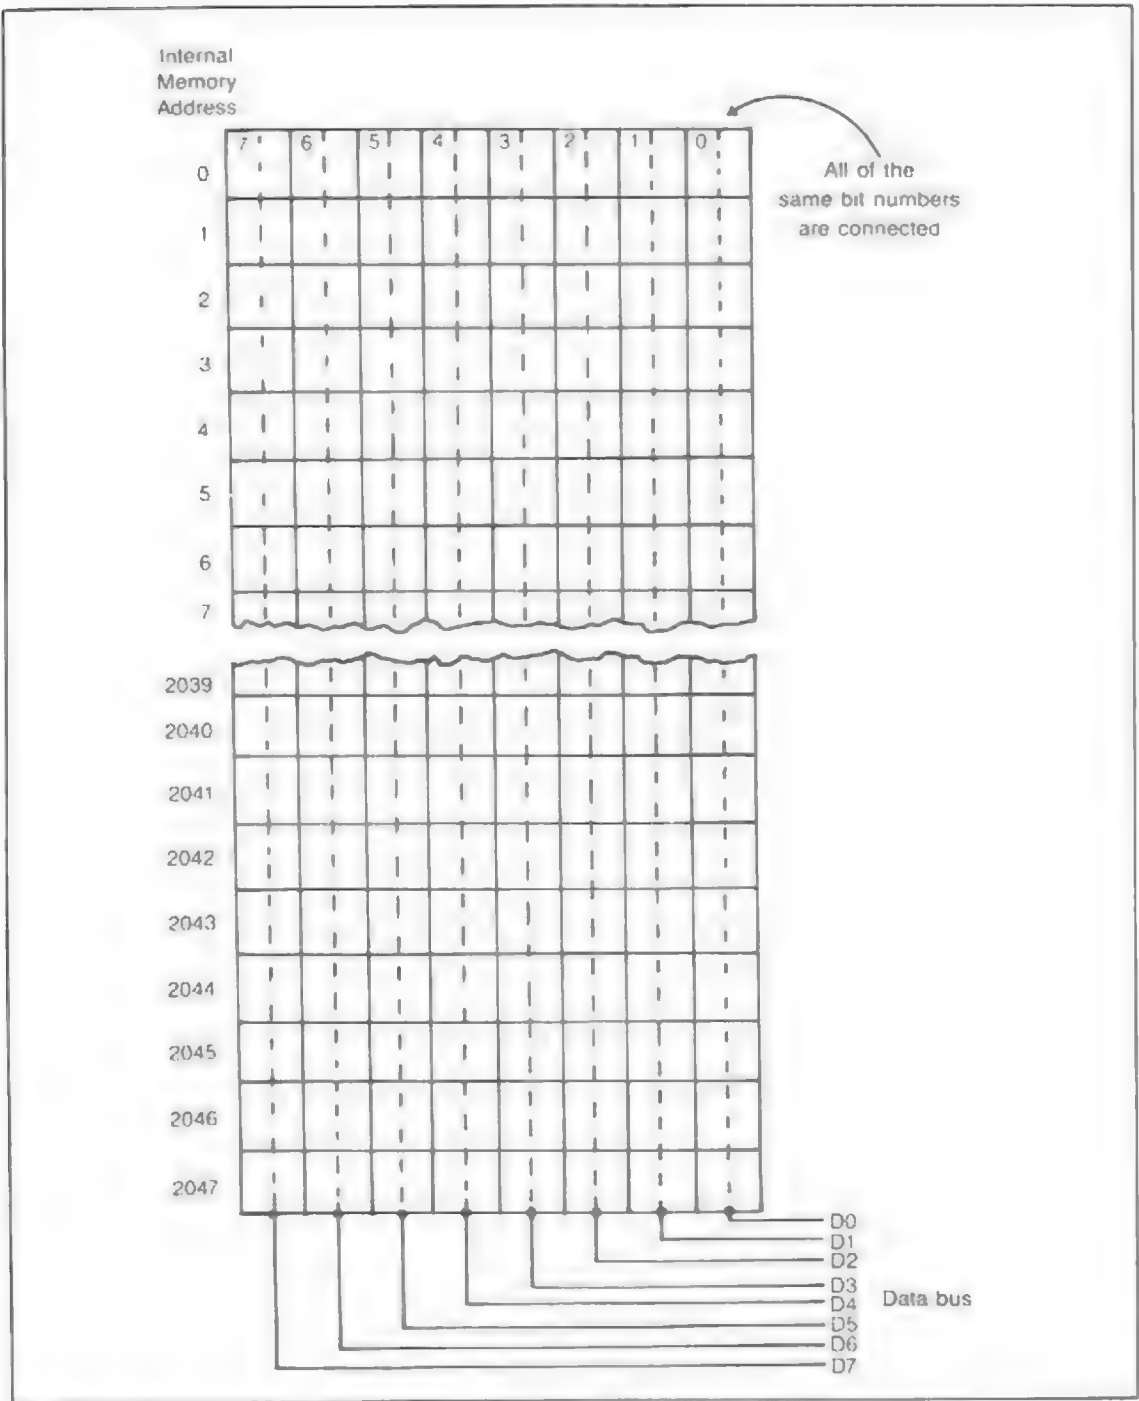 Internal
Memory
Address
7 6 5 4 3 2 1 0
0
All of the
same bit numbers
are connected
1
2
3
4
5
6
7
2039
2040
2041
2042
2043
2044
2045
2046
2047
D0
D1
D2
D3
D4
Data bus
D5
D6
D7